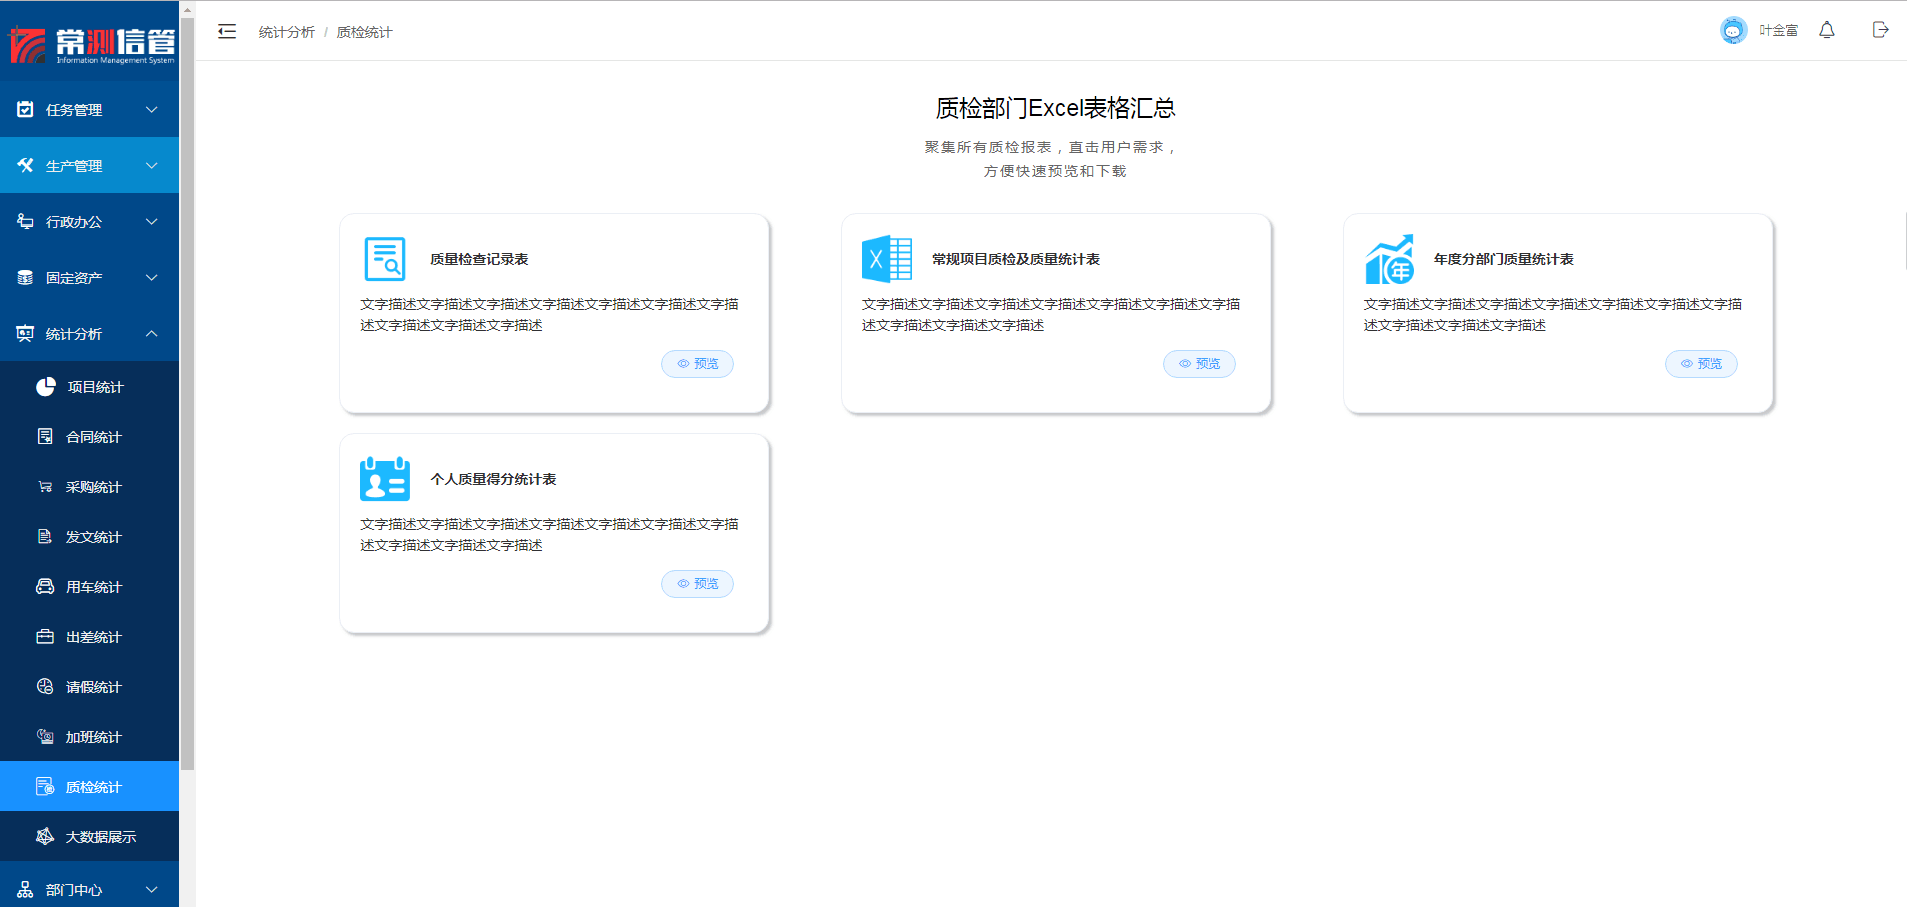 常测信管
Information Management System
统计分析 / 质检统计
叶金富
任务管理
生产管理
行政办公
固定资产
统计分析
项目统计
合同统计
采购统计
发文统计
用车统计
出差统计
请假统计
加班统计
质检统计
大数据展示
部门中心
质检部门Excel表格汇总
聚集所有质检报表，直击用户需求，
方便快速预览和下载
质量检查记录表
文字描述文字描述文字描述文字描述文字描述文字描述文字描
述文字描述文字描述文字描述
预览
X
常规项目质检及质量统计表
文字描述文字描述文字描述文字描述文字描述文字描述文字描
述文字描述文字描述文字描述
预览
年
年度分部门质量统计表
文字描述文字描述文字描述文字描述文字描述文字描述文字描
述文字描述文字描述文字描述
预览
个人质量得分统计表
文字描述文字描述文字描述文字描述文字描述文字描述文字描
述文字描述文字描述文字描述
预览